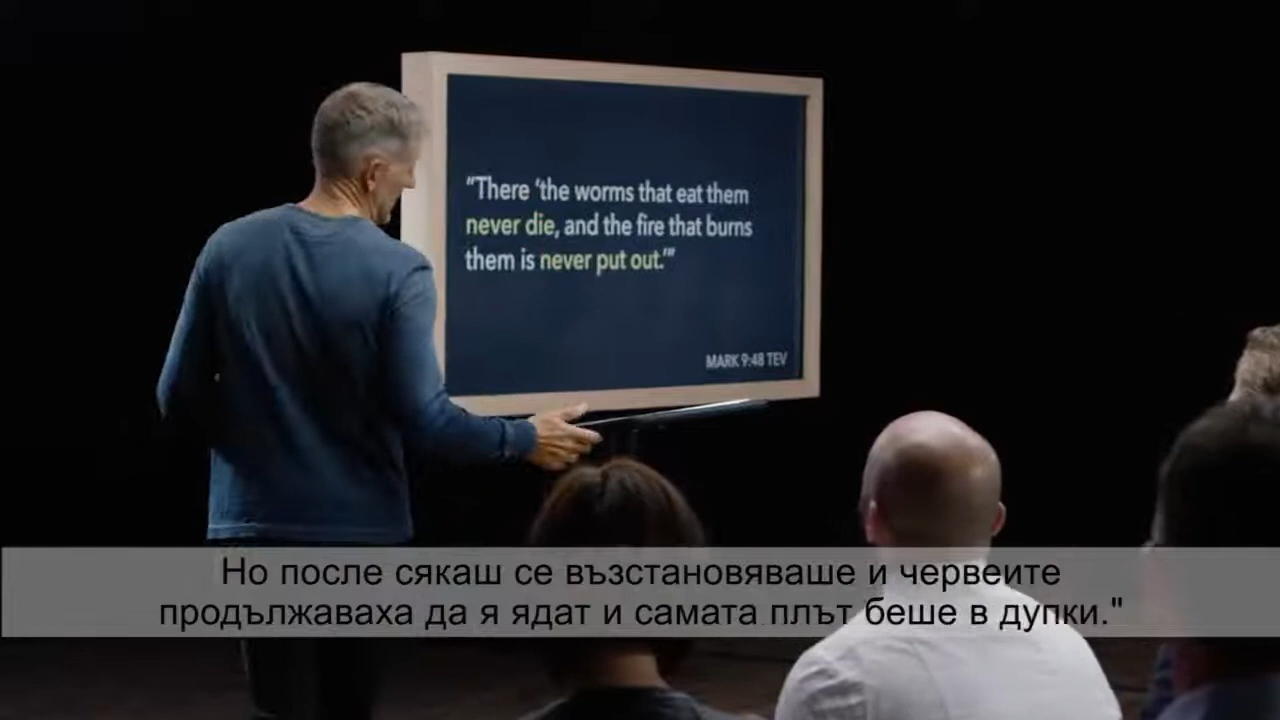 “There ‘the worms that eat them
never die, and the fire that burns
them is never put out.’”
MARK 9:48 TEV
Но после сякаш се възстановяваше и червеите
продължаваха да я ядат и самата плът беше в дупки."